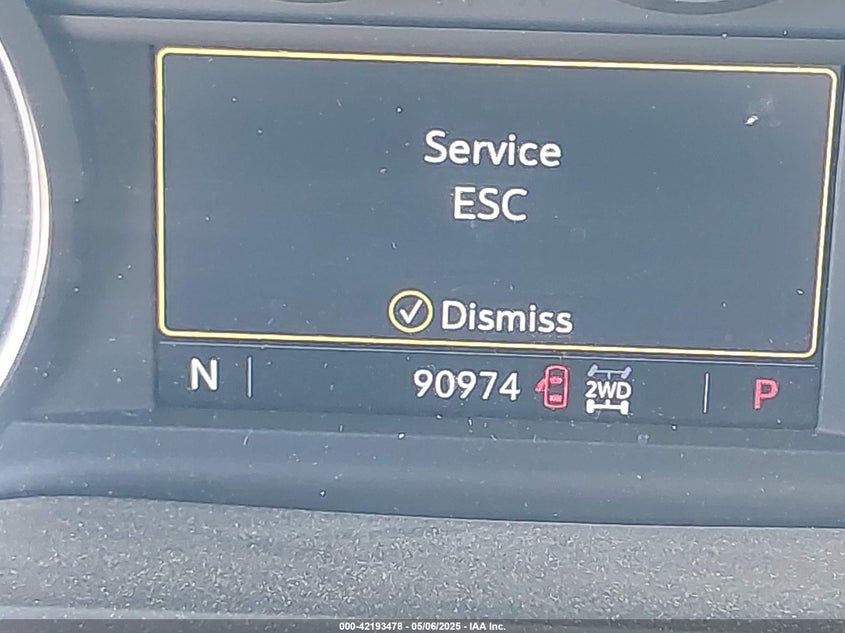 Service
ESC
Dismiss
N 90974 2WD P
000-42193478 - 05/06/2025 - IAA Inc.